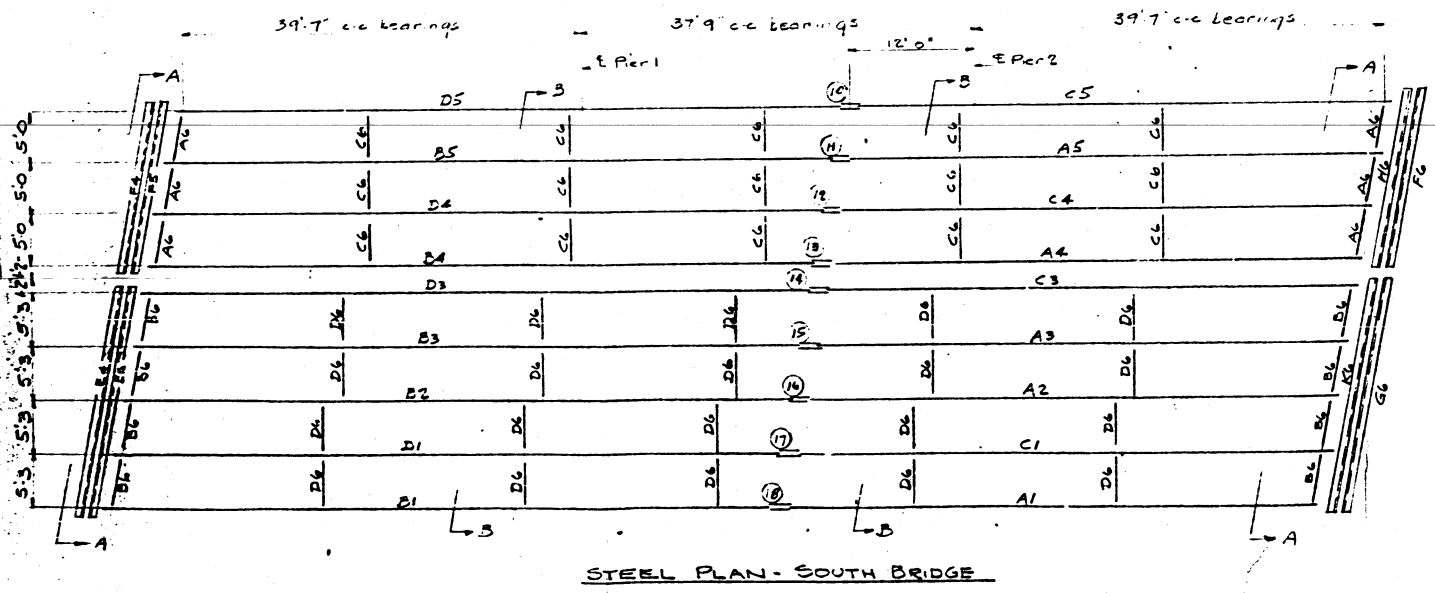 39'-7" c-c bearings
37'9" c-c bearings
39'-7" c-c bearings
12'0"
℄ Pier 1
℄ Pier 2
A
B
B
A
D5
C5
5'0
A6
C6
C6
C6
C6
C6
A6
B5
11
A5
F4
F5
H6
F6
5'0
A6
C6
C6
C6
C6
C6
A6
D4
12
C4
5'0
A6
C6
C6
C6
C6
C6
A6
B4
13
A4
D3
14
C3
5'3
B6
D6
D6
D6
D6
D6
B6
B3
15
A3
5'3
B6
D6
D6
D6
D6
D6
B6
K6
G6
B2
16
A2
5'3
B6
D6
D6
D6
D6
D6
B6
D1
17
C1
5'3
B6
D6
D6
D6
D6
D6
B6
B1
18
A1
A
B
B
A
STEEL PLAN - SOUTH BRIDGE